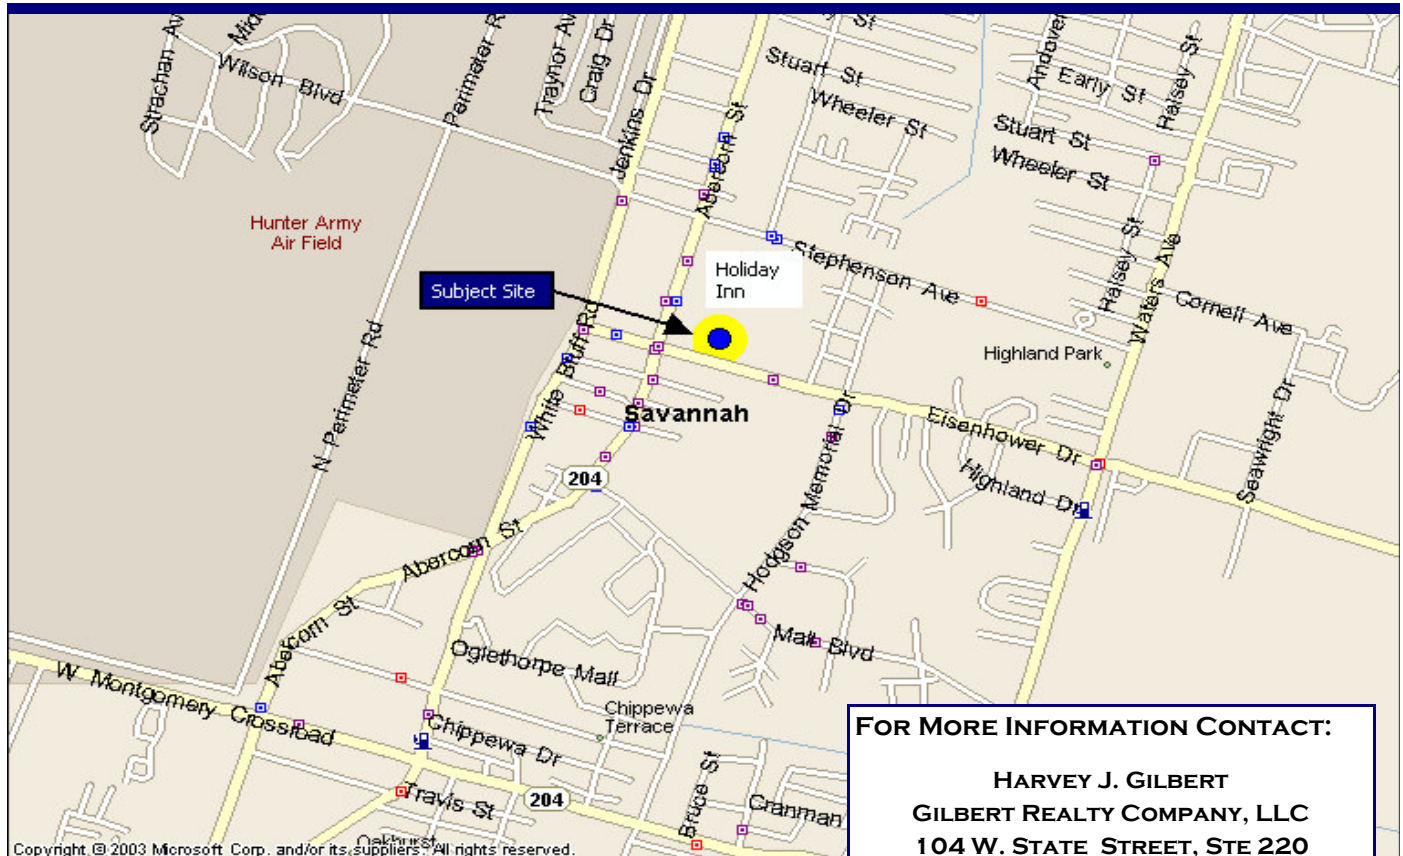 Strachan Av
Wilson Blvd
Perimeter R
Traynor Av
Craig Dr
Jenkins Dr
Abercorn St
Stuart St
Wheeler St
Andover
Early St
Halsey St
Stuart St
Wheeler St
Hunter Army
Air Field
Subject Site
Holiday
Inn
Stephenson Ave
Halsey St
Waters Ave
Cornell Ave
Highland Park
N Perimeter Rd
White Bluff Rd
Savannah
Hodgson Memorial Dr
Eisenhower Dr
Highland Dr
Seawright Dr
204
Abercorn St
Abercorn St
Oglethorpe Mall
Mall Blvd
W Montgomery Crossroad
Chippewa
Terrace
Chippewa Dr
Travis St
204
Bruce St
Cranman
Oakhurst
Copyright © 2003 Microsoft Corp. and/or its suppliers. All rights reserved.
FOR MORE INFORMATION CONTACT:
HARVEY J. GILBERT
GILBERT REALTY COMPANY, LLC
104 W. STATE STREET, STE 220